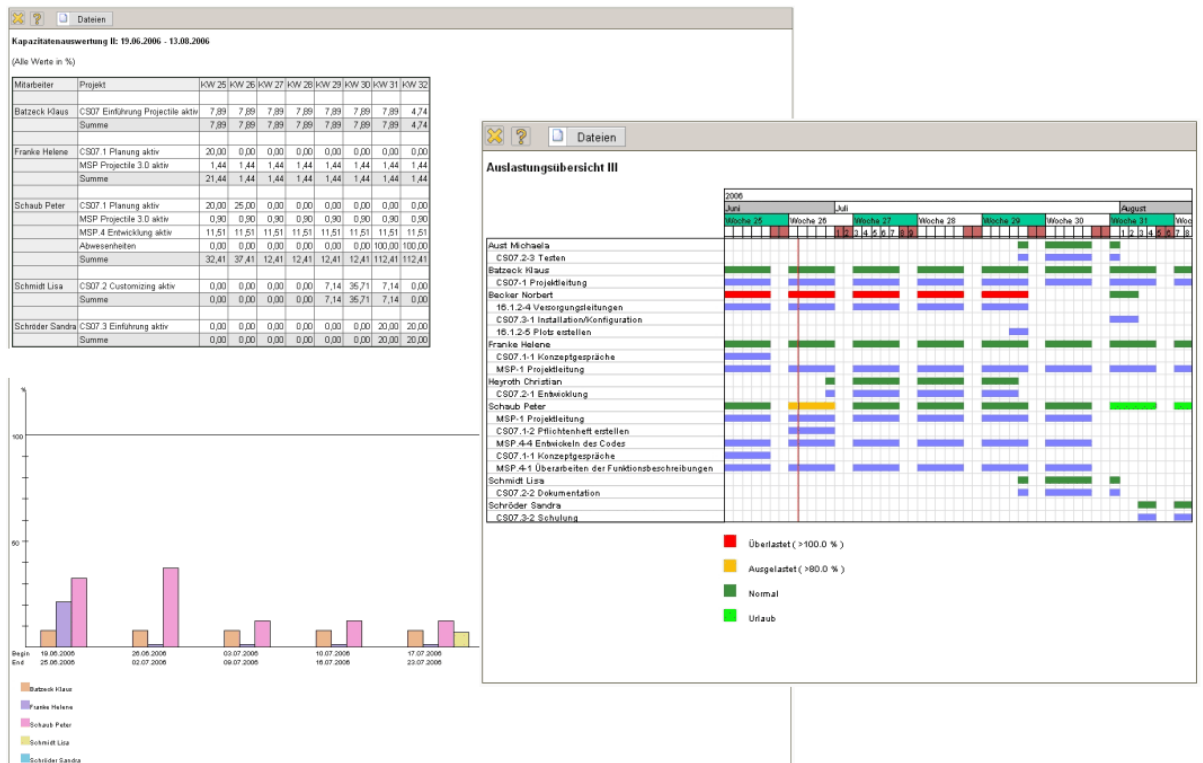 Dateien
Kapazitätenauswertung II: 19.06.2006 - 13.08.2006
(Alle Werte in %)
Mitarbeiter Projekt KW 25 KW 26 KW 27 KW 28 KW 29 KW 30 KW 31 KW 32
Batzeck Klaus CS07 Einführung Projectile aktiv 7,89 7,89 7,89 7,89 7,89 7,89 7,89 4,74
Summe 7,89 7,89 7,89 7,89 7,89 7,89 7,89 4,74
Franke Helene CS07.1 Planung aktiv 20,00 0,00 0,00 0,00 0,00 0,00 0,00 0,00
MSP Projectile 3.0 aktiv 1,44 1,44 1,44 1,44 1,44 1,44 1,44 1,44
Summe 21,44 1,44 1,44 1,44 1,44 1,44 1,44 1,44
Schaub Peter CS07.1 Planung aktiv 20,00 25,00 0,00 0,00 0,00 0,00 0,00 0,00
MSP Projectile 3.0 aktiv 0,90 0,90 0,90 0,90 0,90 0,90 0,90 0,90
MSP.4 Entwicklung aktiv 11,51 11,51 11,51 11,51 11,51 11,51 11,51 11,51
Abwesenheiten 0,00 0,00 0,00 0,00 0,00 0,00 100,00 100,00
Summe 32,41 37,41 12,41 12,41 12,41 12,41 112,41 112,41
Schmidt Lisa CS07.2 Customizing aktiv 0,00 0,00 0,00 0,00 7,14 35,71 7,14 0,00
Summe 0,00 0,00 0,00 0,00 7,14 35,71 7,14 0,00
Schröder Sandra CS07.3 Einführung aktiv 0,00 0,00 0,00 0,00 0,00 0,00 20,00 20,00
Summe 0,00 0,00 0,00 0,00 0,00 0,00 20,00 20,00
%
100
50
Begin 19.06.2006 26.06.2006 03.07.2006 10.07.2006 17.07.2006
End 25.06.2006 02.07.2006 09.07.2006 16.07.2006 23.07.2006
Batzeck Klaus
Franke Helene
Schaub Peter
Schmidt Lisa
Schröder Sandra
Dateien
Auslastungsübersicht III
2006
Juni Juli August
Woche 25 Woche 26 Woche 27 Woche 28 Woche 29 Woche 30 Woche 31 Woc
1 2 3 4 5 6 7 8 9 1 2 3 4 5 6 7 8
Aust Michaela
CS07.2-3 Testen
Batzeck Klaus
CS07-1 Projektleitung
Becker Norbert
16.1.2-4 Versorgungsleitungen
CS07.3-1 Installation/Konfiguration
16.1.2-5 Plots erstellen
Franke Helene
CS07.1-1 Konzeptgespräche
MSP-1 Projektleitung
Heyroth Christian
CS07.2-1 Entwicklung
Schaub Peter
MSP-1 Projektleitung
CS07.1-2 Pflichtenheft erstellen
MSP.4-4 Entwickeln des Codes
CS07.1-1 Konzeptgespräche
MSP.4-1 Überarbeiten der Funktionsbeschreibungen
Schmidt Lisa
CS07.2-2 Dokumentation
Schröder Sandra
CS07.3-2 Schulung
Überlastet ( >100.0 % )
Ausgelastet ( >80.0 % )
Normal
Urlaub